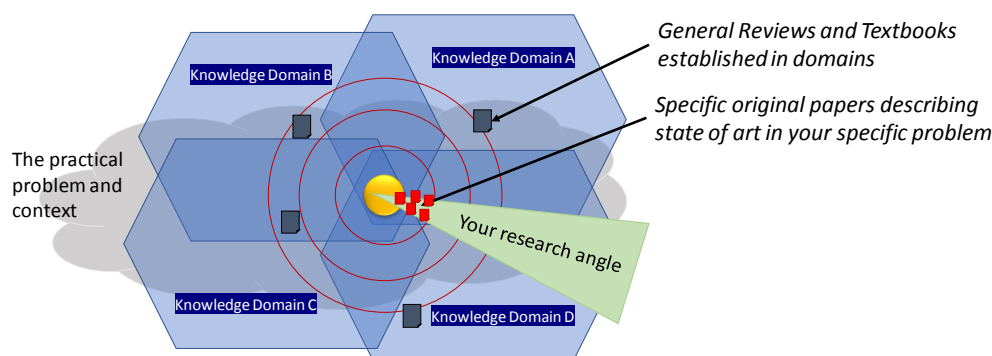 General Reviews and Textbooks
established in domains
Knowledge Domain A
Knowledge Domain B
Specific original papers describing
state of art in your specific problem
The practical
problem and
context
Your research angle
Knowledge Domain C
Knowledge Domain D